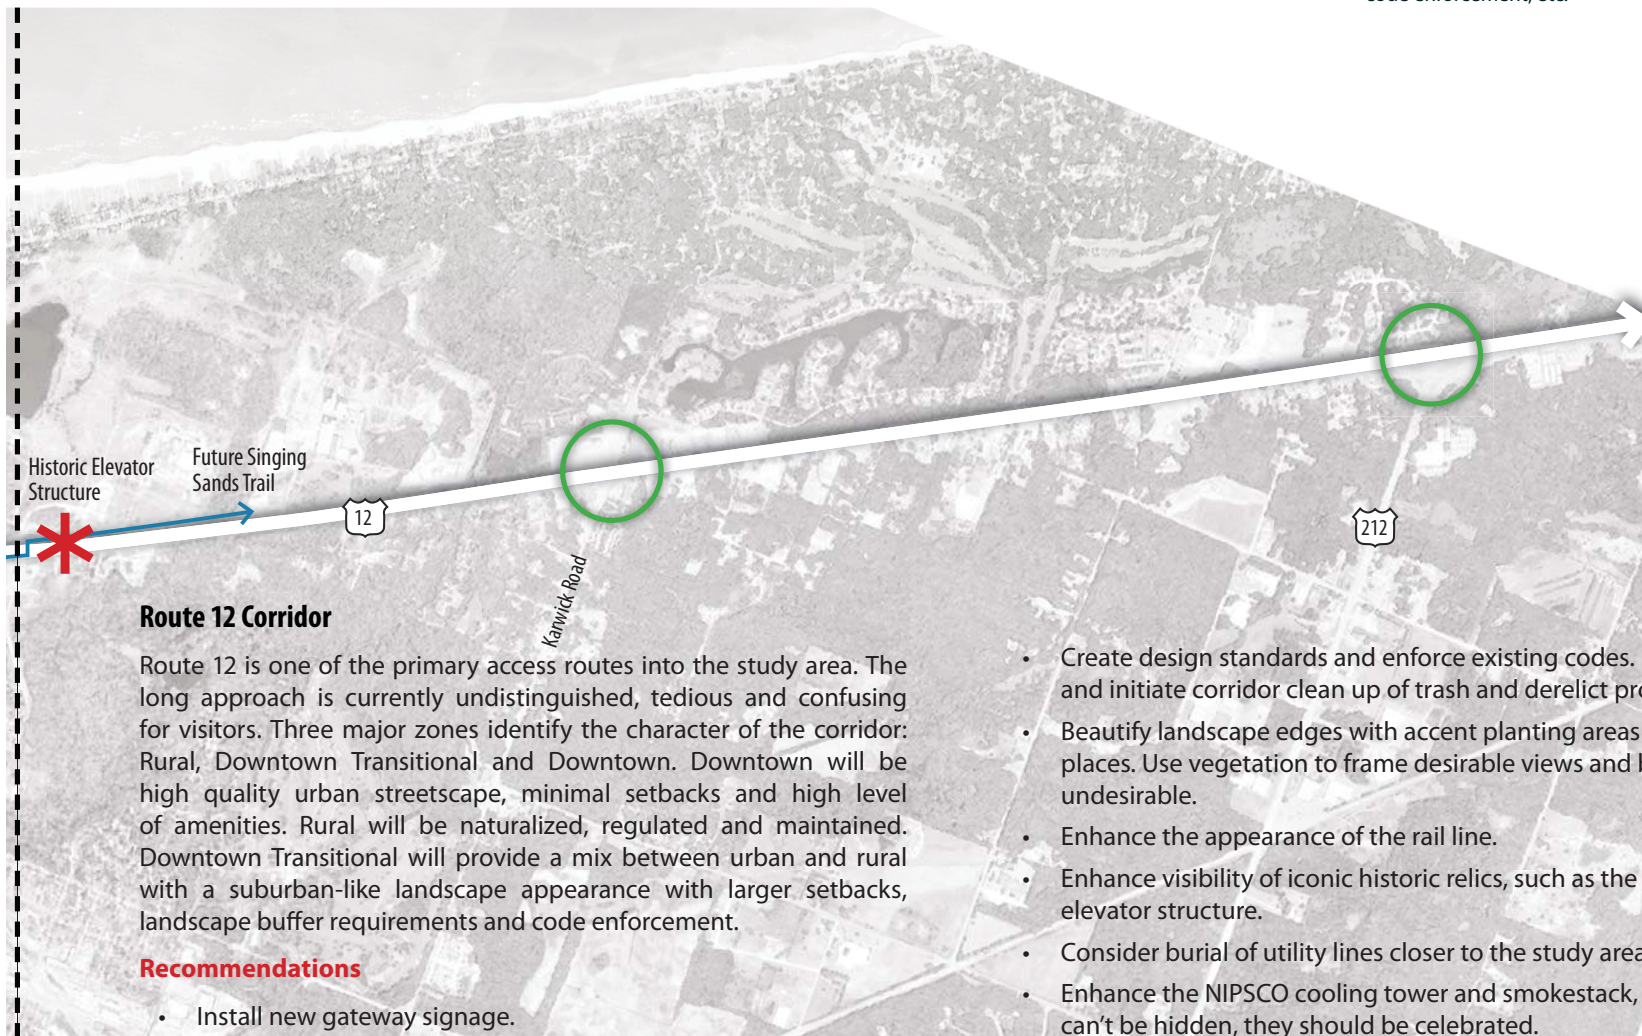 code enforcement, etc.
Historic Elevator
Structure
Future Singing
Sands Trail
12
212
Karwick Road
Route 12 Corridor
Route 12 is one of the primary access routes into the study area. The
long approach is currently undistinguished, tedious and confusing
for visitors. Three major zones identify the character of the corridor:
Rural, Downtown Transitional and Downtown. Downtown will be
high quality urban streetscape, minimal setbacks and high level
of amenities. Rural will be naturalized, regulated and maintained.
Downtown Transitional will provide a mix between urban and rural
with a suburban-like landscape appearance with larger setbacks,
landscape buffer requirements and code enforcement.
Recommendations
• Install new gateway signage.
• Create design standards and enforce existing codes.
and initiate corridor clean up of trash and derelict
• Beautify landscape edges with accent planting areas
places. Use vegetation to frame desirable views and
undesirable.
• Enhance the appearance of the rail line.
• Enhance visibility of iconic historic relics, such as the
elevator structure.
• Consider burial of utility lines closer to the study area
• Enhance the NIPSCO cooling tower and smokestack,
can't be hidden, they should be celebrated.